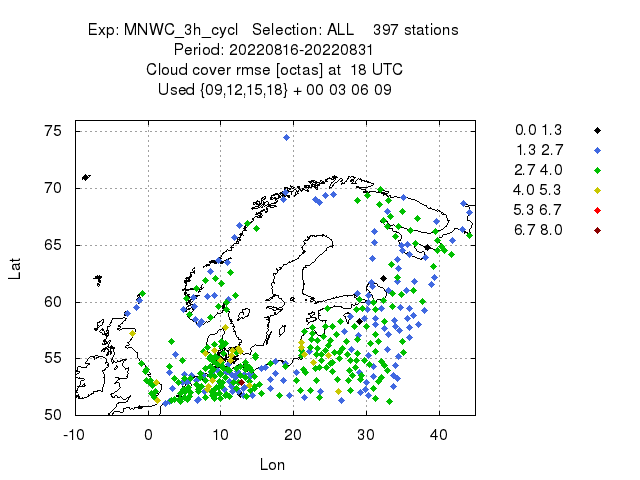 Exp: MNWC_3h_cycl Selection: ALL 397 stations
Period: 20220816-20220831
Cloud cover rmse [octas] at 18 UTC
Used {09,12,15,18} + 00 03 06 09
75
70
65
60
55
50
Lat
-10 0 10 20 30 40
Lon
0.0 1.3
1.3 2.7
2.7 4.0
4.0 5.3
5.3 6.7
6.7 8.0